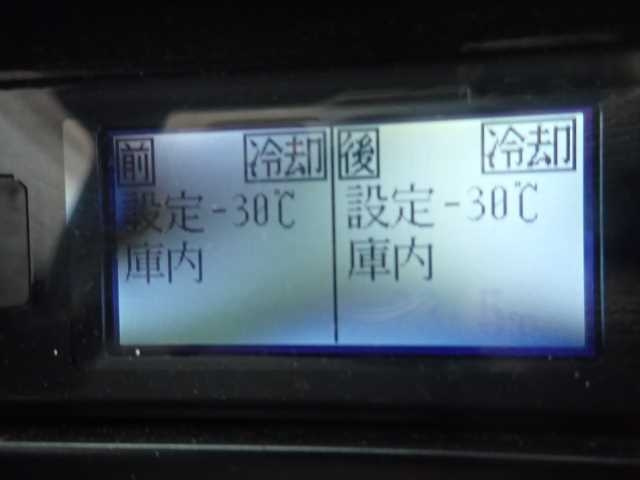 前 冷却
設定-30℃
庫内
後 冷却
設定-30℃
庫内